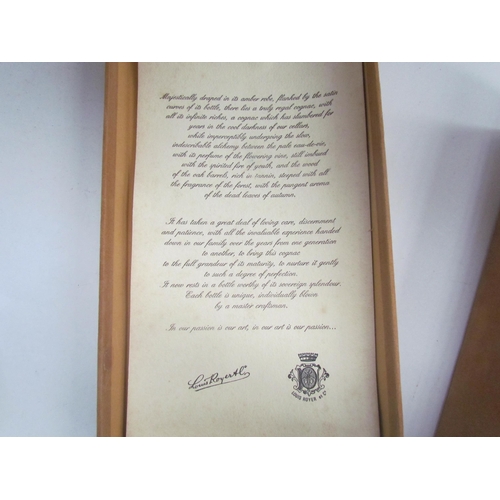 Majestically draped in its amber robe, flanked by the satin
curves of its bottle, there lies a truly regal cognac, with
all its infinite riches, a cognac which has slumbered for
years in the cool darkness of our cellars,
while imperceptibly undergoing the slow,
indescribable alchemy between the pale eau-de-vie,
with its perfume of the flowering vine, still imbued
with the spirited fire of youth, and the wood
of the oak barrel, rich in tannin, steeped with all
the fragrance of the forest, with the pungent aroma
of the dead leaves of autumn.
It has taken a great deal of loving care, discernment
and patience, with all the invaluable experience handed
down in our family over the years from one generation
to another, to bring this cognac
to the full grandeur of its maturity, to nurture it gently
to such a degree of perfection.
It now rests in a bottle worthy of its sovereign splendour.
Each bottle is unique, individually blown
by a master craftsman.
In our passion is our art, in our art is our passion...
Louis Royer & Co
LOUIS ROYER & Co